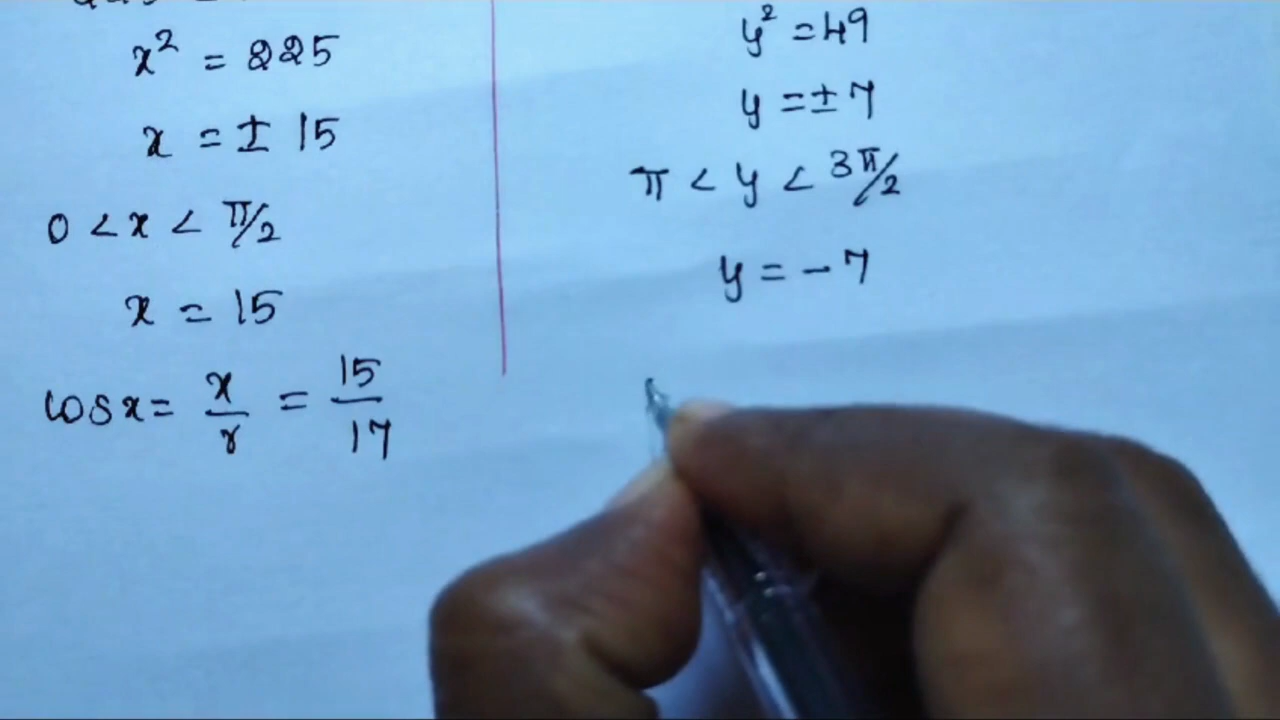 x² = 225
x = ± 15
0 < x < π/2
x = 15
cos x = x/r = 15/17
y² = 49
y = ± 7
π < y < 3π/2
y = -7